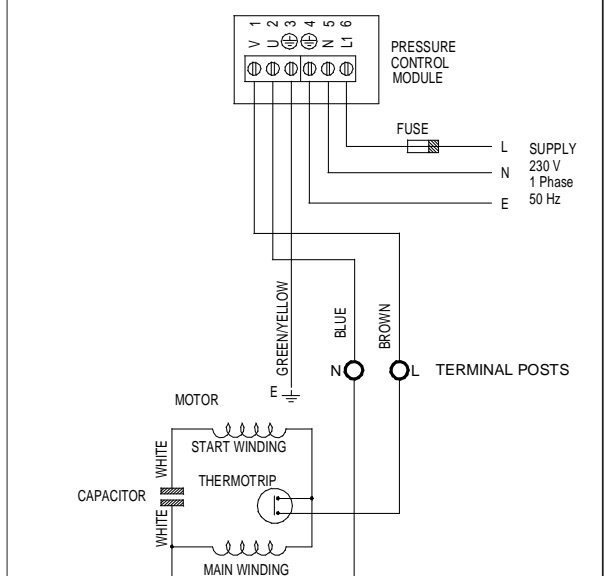 1 2 3 4 5 6
V U N L1
PRESSURE
CONTROL
MODULE
FUSE
L
N
E
SUPPLY
230 V
1 Phase
50 Hz
GREEN/YELLOW
BLUE
BROWN
N
L
TERMINAL POSTS
E
MOTOR
START WINDING
WHITE
THERMOTRIP
CAPACITOR
WHITE
MAIN WINDING